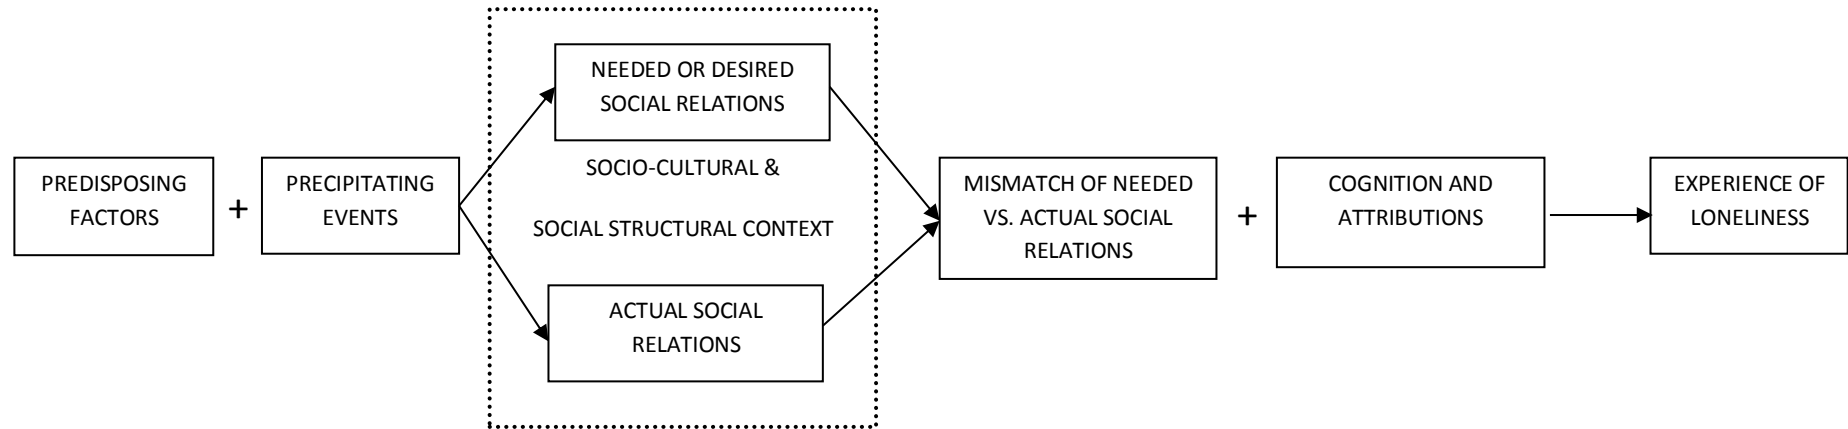 PREDISPOSING
FACTORS
+
PRECIPITATING
EVENTS
NEEDED OR DESIRED
SOCIAL RELATIONS
SOCIO-CULTURAL &
SOCIAL STRUCTURAL CONTEXT
ACTUAL SOCIAL
RELATIONS
MISMATCH OF NEEDED
VS. ACTUAL SOCIAL
RELATIONS
+
COGNITION AND
ATTRIBUTIONS
EXPERIENCE OF
LONELINESS